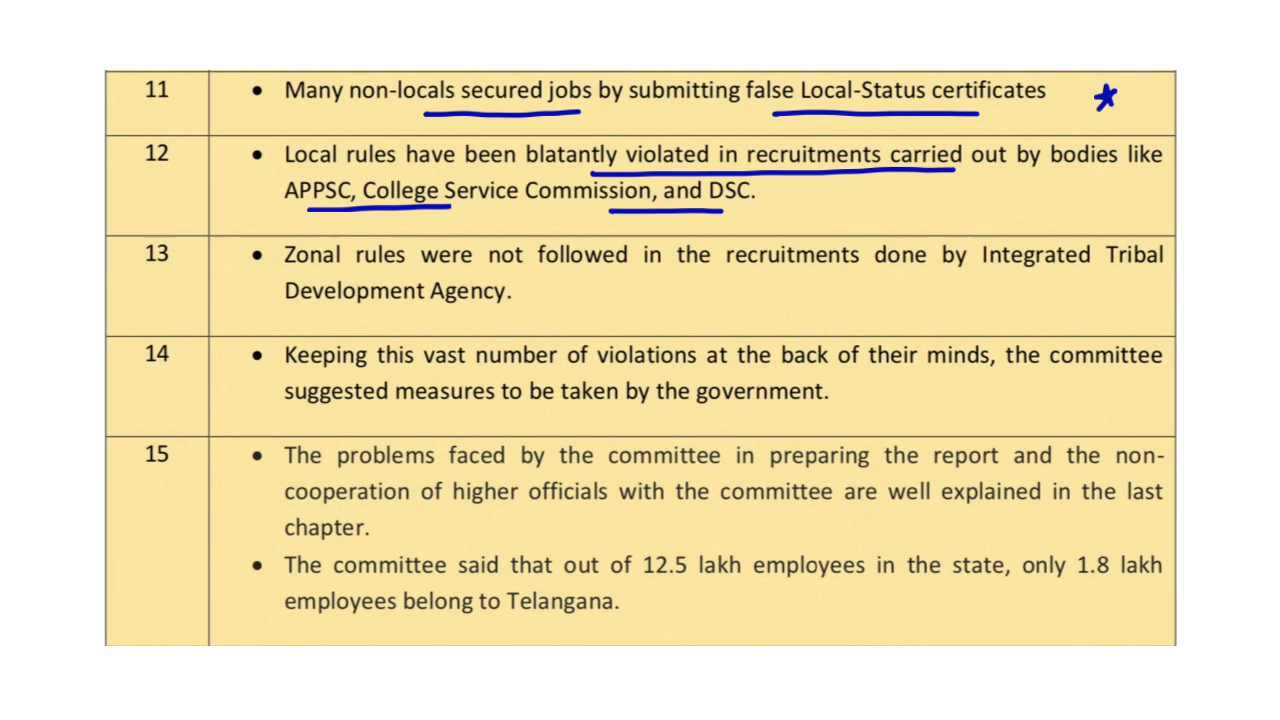 11
• Many non-locals secured jobs by submitting false Local-Status certificates
12
• Local rules have been blatantly violated in recruitments carried out by bodies like
APPSC, College Service Commission, and DSC.
13
• Zonal rules were not followed in the recruitments done by Integrated Tribal
Development Agency.
14
• Keeping this vast number of violations at the back of their minds, the committee
suggested measures to be taken by the government.
15
• The problems faced by the committee in preparing the report and the non-
cooperation of higher officials with the committee are well explained in the last
chapter.
• The committee said that out of 12.5 lakh employees in the state, only 1.8 lakh
employees belong to Telangana.